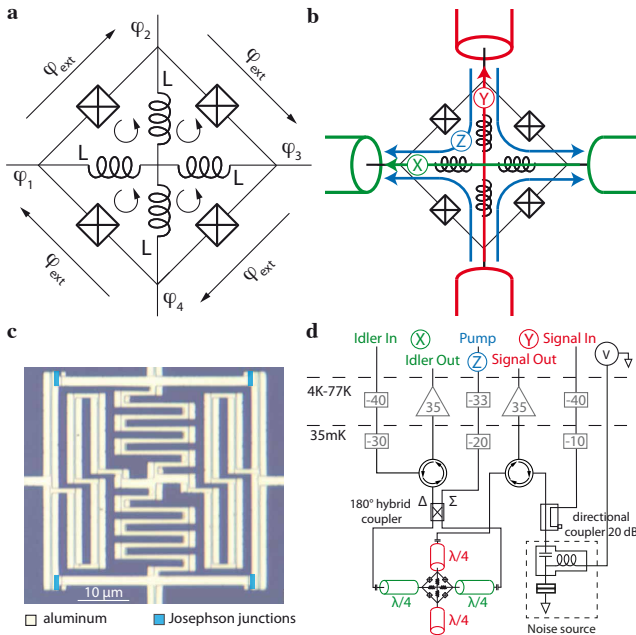 a
φ2
φext
φext
L
L
L
φ1
φ3
L
φext
φext
φ4
b
Y
Z
X
c
10 μm
aluminum
Josephson junctions
d
Idler In
X
Pump
Y
Signal In
V
Idler Out
Z
Signal Out
4K-77K
-40
35
-33
35
-40
35mK
-30
-20
-10
180° hybrid
coupler
Δ
Σ
directional
coupler 20 dB
λ/4
λ/4
λ/4
λ/4
Noise source